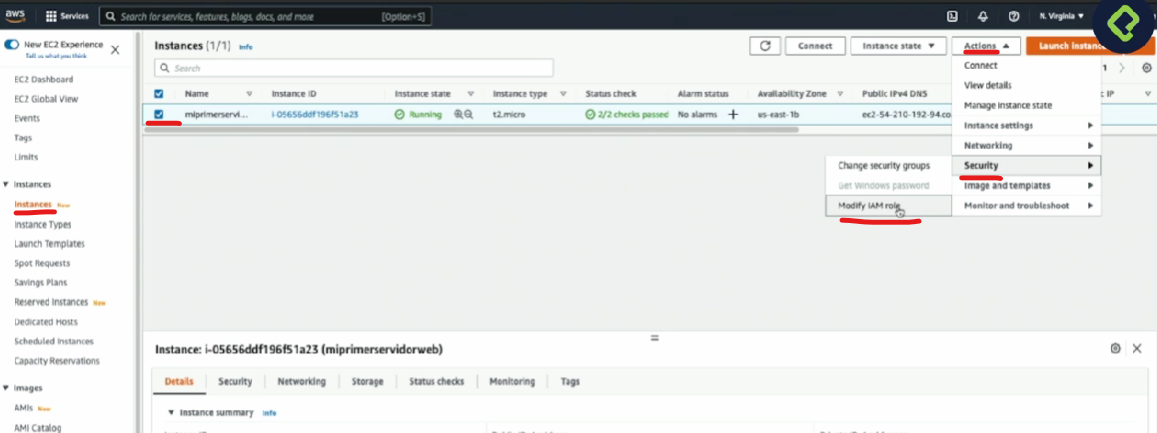 aws Services Search for services, features, blogs, docs, and more [Option+S] N. Virginia
New EC2 Experience
Tell us what you think
EC2 Dashboard
EC2 Global View
Events
Tags
Limits
Instances
Instances New
Instance Types
Launch Templates
Spot Requests
Savings Plans
Reserved Instances New
Dedicated Hosts
Scheduled Instances
Capacity Reservations
Images
AMIs New
AMI Catalog
Instances (1/1) Info Connect Instance state Actions Launch instanc
Search 1
Name Instance ID Instance state Instance type Status check Alarm status Availability Zone Public IPv4 DNS IP
miprimerservi... i-05656ddf196f51a23 Running t2.micro 2/2 checks passed No alarms us-east-1b ec2-54-210-192-94.co
Connect
View details
Manage instance state
Instance settings
Networking
Security
Image and templates
Monitor and troubleshoot
Change security groups
Get Windows password
Modify IAM role
Instance: i-05656ddf196f51a23 (miprimerservidorweb)
Details Security Networking Storage Status checks Monitoring Tags
Instance summary Info